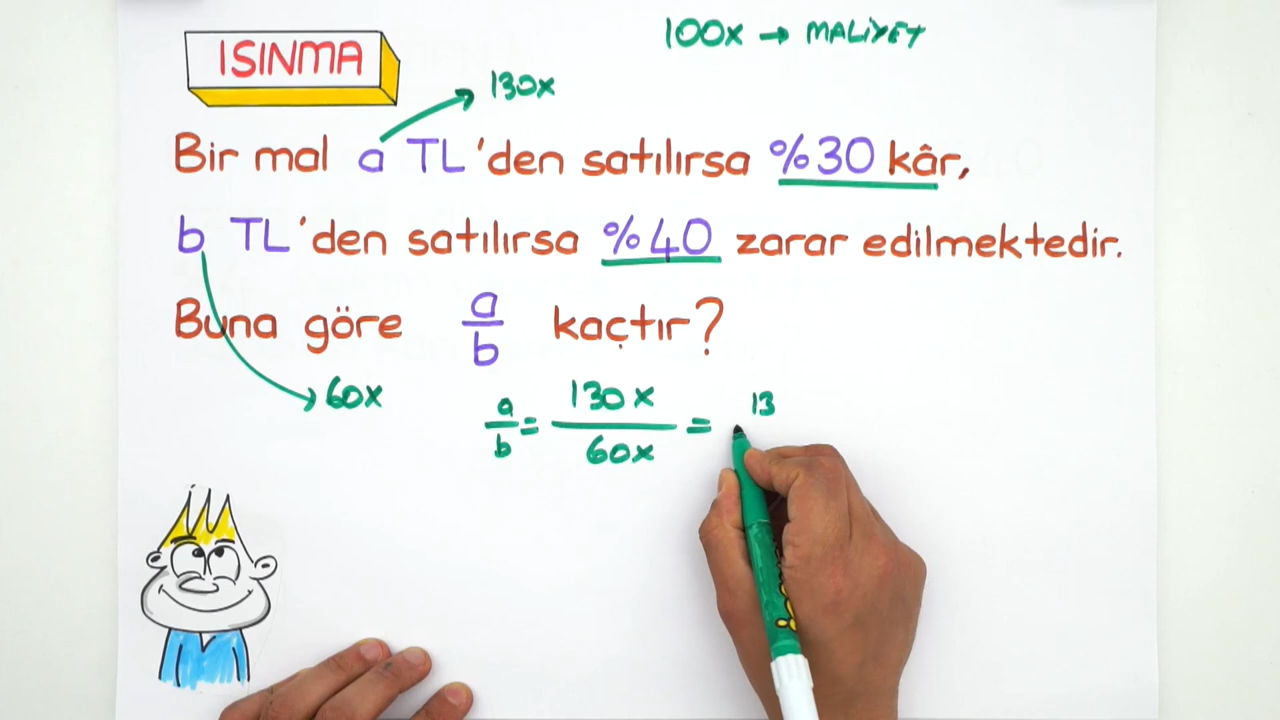 ISINMA
100x → MALİYET
130x
Bir mal a TL'den satılırsa %30 kâr,
b TL'den satılırsa %40 zarar edilmektedir.
Buna göre a/b kaçtır?
60x
a/b = 130x/60x = 13